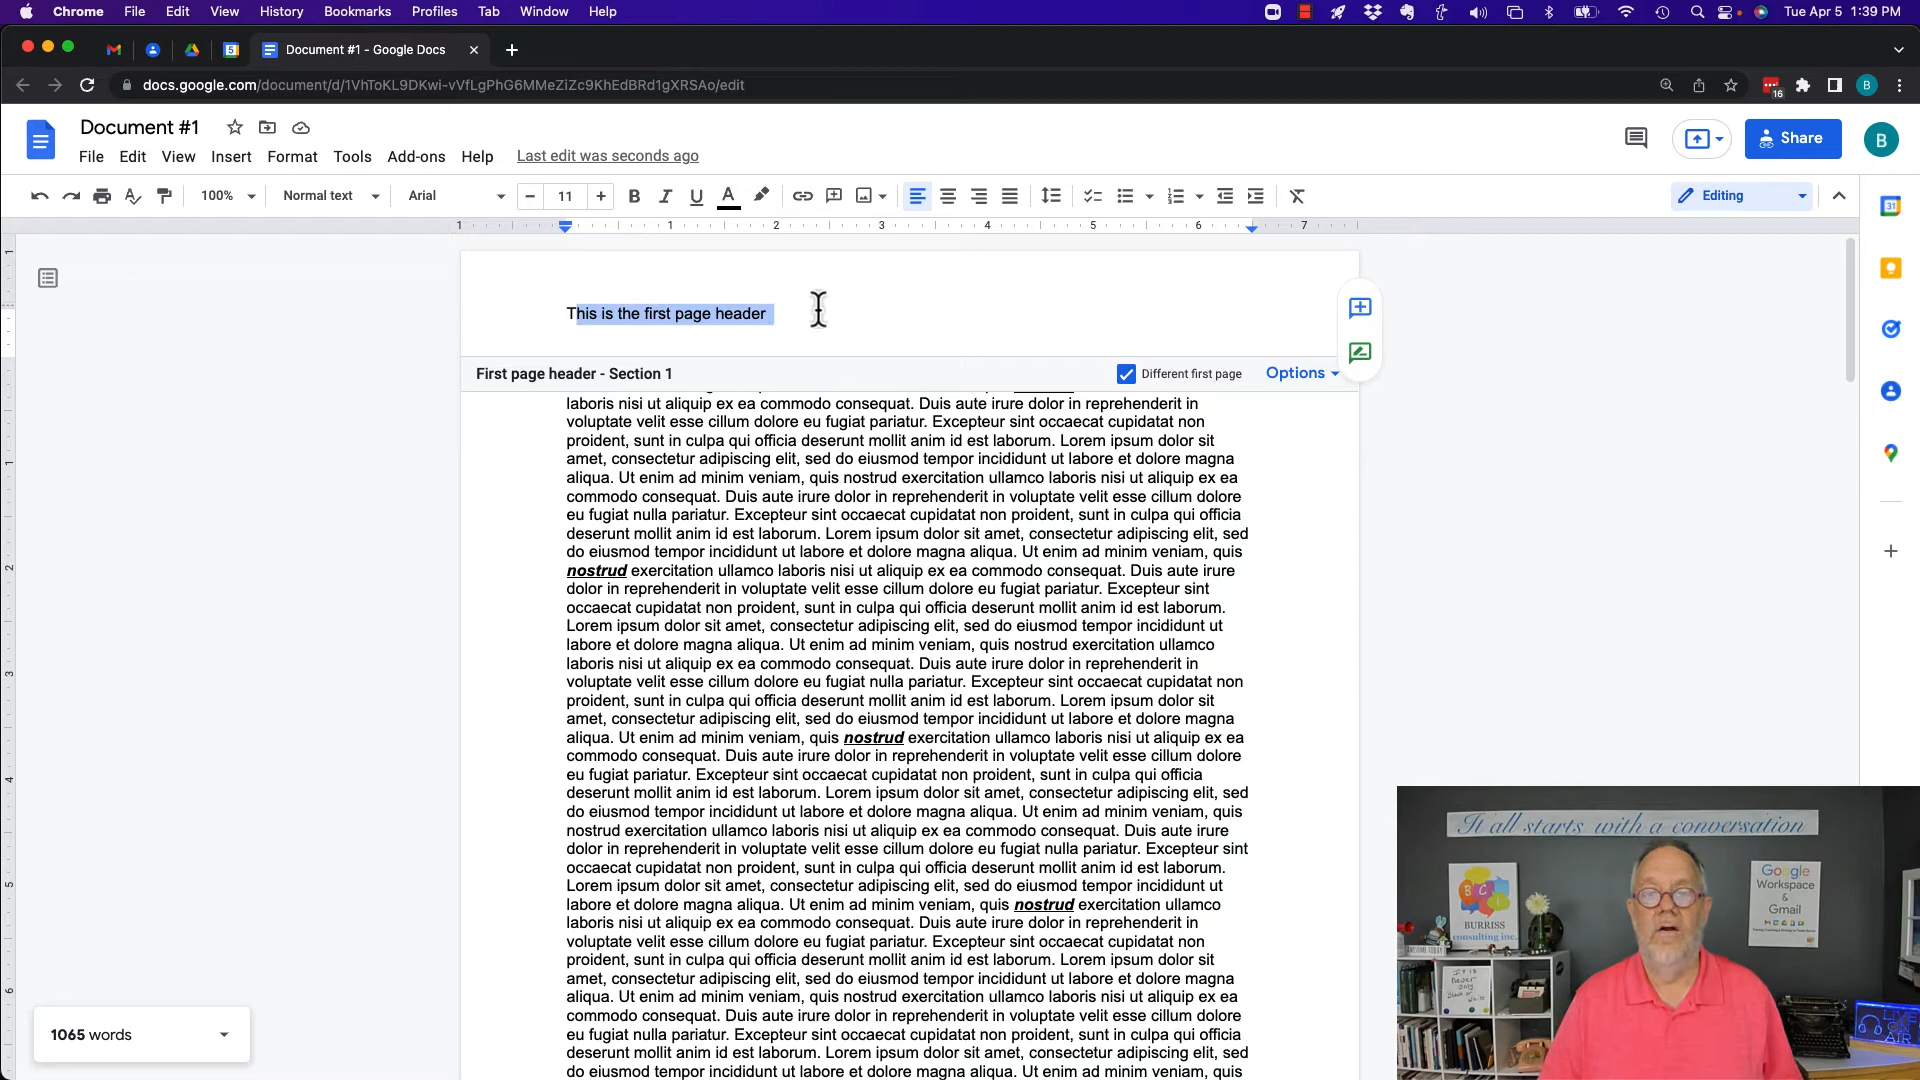 Chrome File Edit View History Bookmarks Profiles Tab Window Help Tue Apr 5 1:39 PM
Document #1 - Google Docs
docs.google.com/document/d/1VhToKL9DKwi-vVfLgPhG6MMeZiZc9KhEdBRd1gXRSAo/edit
16
B
Document #1
File Edit View Insert Format Tools Add-ons Help Last edit was seconds ago
Share
B
100% Normal text Arial 11 Editing
1 1 2 3 4 5 6 7
This is the first page header
First page header - Section 1 Different first page Options
laboris nisi ut aliquip ex ea commodo consequat. Duis aute irure dolor in reprehenderit in
voluptate velit esse cillum dolore eu fugiat pariatur. Excepteur sint occaecat cupidatat non
proident, sunt in culpa qui officia deserunt mollit anim id est laborum. Lorem ipsum dolor sit
amet, consectetur adipiscing elit, sed do eiusmod tempor incididunt ut labore et dolore magna
aliqua. Ut enim ad minim veniam, quis nostrud exercitation ullamco laboris nisi ut aliquip ex ea
commodo consequat. Duis aute irure dolor in reprehenderit in voluptate velit esse cillum dolore
eu fugiat nulla pariatur. Excepteur sint occaecat cupidatat non proident, sunt in culpa qui officia
deserunt mollit anim id est laborum. Lorem ipsum dolor sit amet, consectetur adipiscing elit, sed
do eiusmod tempor incididunt ut labore et dolore magna aliqua. Ut enim ad minim veniam, quis
nostrud exercitation ullamco laboris nisi ut aliquip ex ea commodo consequat. Duis aute irure
dolor in reprehenderit in voluptate velit esse cillum dolore eu fugiat pariatur. Excepteur sint
occaecat cupidatat non proident, sunt in culpa qui officia deserunt mollit anim id est laborum.
Lorem ipsum dolor sit amet, consectetur adipiscing elit, sed do eiusmod tempor incididunt ut
labore et dolore magna aliqua. Ut enim ad minim veniam, quis nostrud exercitation ullamco
laboris nisi ut aliquip ex ea commodo consequat. Duis aute irure dolor in reprehenderit in
voluptate velit esse cillum dolore eu fugiat nulla pariatur. Excepteur sint occaecat cupidatat non
proident, sunt in culpa qui officia deserunt mollit anim id est laborum. Lorem ipsum dolor sit
amet, consectetur adipiscing elit, sed do eiusmod tempor incididunt ut labore et dolore magna
aliqua. Ut enim ad minim veniam, quis nostrud exercitation ullamco laboris nisi ut aliquip ex ea
commodo consequat. Duis aute irure dolor in reprehenderit in voluptate velit esse cillum dolore
eu fugiat pariatur. Excepteur sint occaecat cupidatat non proident, sunt in culpa qui officia
deserunt mollit anim id est laborum. Lorem ipsum dolor sit amet, consectetur adipiscing elit, sed
do eiusmod tempor incididunt ut labore et dolore magna aliqua. Ut enim ad minim veniam, quis
nostrud exercitation ullamco laboris nisi ut aliquip ex ea commodo consequat. Duis aute irure
dolor in reprehenderit in voluptate velit esse cillum dolore eu fugiat pariatur. Excepteur sint
occaecat cupidatat non proident, sunt in culpa qui officia deserunt mollit anim id est laborum.
Lorem ipsum dolor sit amet, consectetur adipiscing elit, sed do eiusmod tempor incididunt ut
labore et dolore magna aliqua. Ut enim ad minim veniam, quis nostrud exercitation ullamco
laboris nisi ut aliquip ex ea commodo consequat. Duis aute irure dolor in reprehenderit in
voluptate velit esse cillum dolore eu fugiat nulla pariatur. Excepteur sint occaecat cupidatat non
proident, sunt in culpa qui officia deserunt mollit anim id est laborum. Lorem ipsum dolor sit
amet, consectetur adipiscing elit, sed do eiusmod tempor incididunt ut labore et dolore magna
aliqua. Ut enim ad minim veniam, quis nostrud exercitation ullamco laboris nisi ut aliquip ex ea
commodo consequat. Duis aute irure dolor in reprehenderit in voluptate velit esse cillum dolore
eu fugiat nulla pariatur. Excepteur sint occaecat cupidatat non proident, sunt in culpa qui officia
deserunt mollit anim id est laborum. Lorem ipsum dolor sit amet, consectetur adipiscing elit, sed
do eiusmod tempor incididunt ut labore et dolore magna aliqua. Ut enim ad minim veniam, quis
1065 words
It all starts with a conversation
BCI
BURRISS
consulting inc.
Google
Workspace
&
Gmail
It is
Never
Only
Black or
White
LIVE
ON
AIR